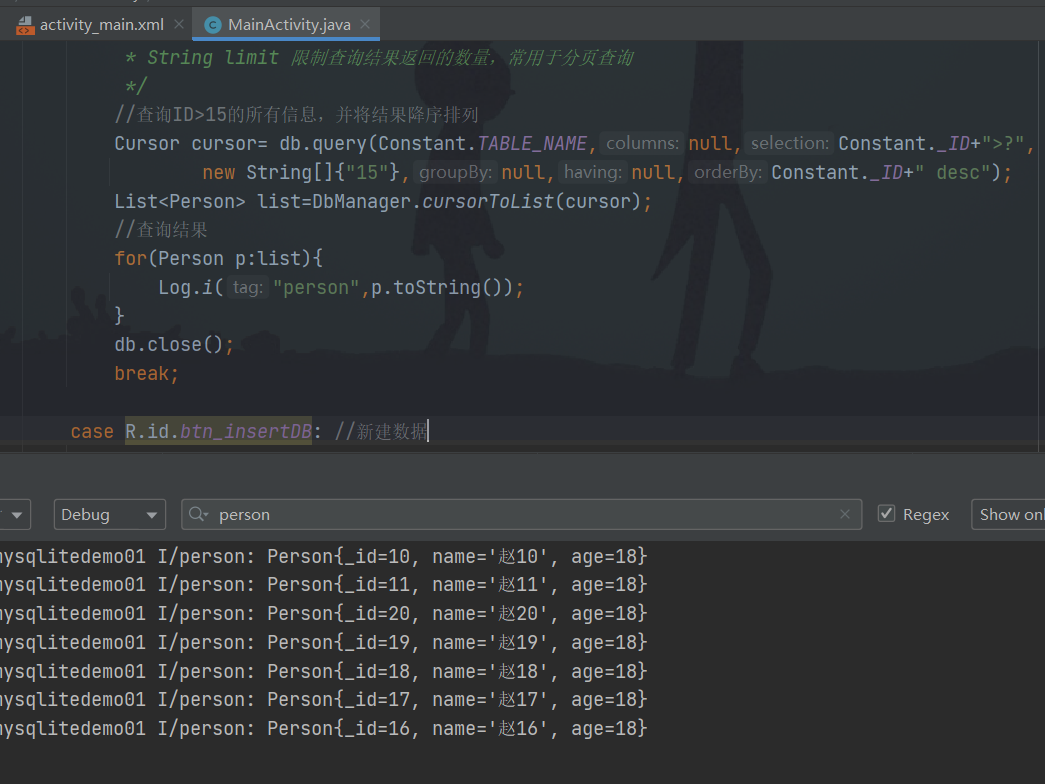 activity_main.xml MainActivity.java
* String limit 限制查询结果返回的数量，常用于分页查询
*/
//查询ID>15的所有信息，并将结果降序排列
Cursor cursor= db.query(Constant.TABLE_NAME, columns: null, selection: Constant._ID+">?",
new String[]{"15"}, groupBy: null, having: null, orderBy: Constant._ID+" desc");
List<Person> list=DbManager.cursorToList(cursor);
//查询结果
for(Person p:list){
Log.i( tag: "person",p.toString());
}
db.close();
break;
case R.id.btn_insertDB: //新建数据
Debug person Regex Show onl
mysqlitedemo01 I/person: Person{_id=10, name='赵10', age=18}
mysqlitedemo01 I/person: Person{_id=11, name='赵11', age=18}
mysqlitedemo01 I/person: Person{_id=20, name='赵20', age=18}
mysqlitedemo01 I/person: Person{_id=19, name='赵19', age=18}
mysqlitedemo01 I/person: Person{_id=18, name='赵18', age=18}
mysqlitedemo01 I/person: Person{_id=17, name='赵17', age=18}
mysqlitedemo01 I/person: Person{_id=16, name='赵16', age=18}